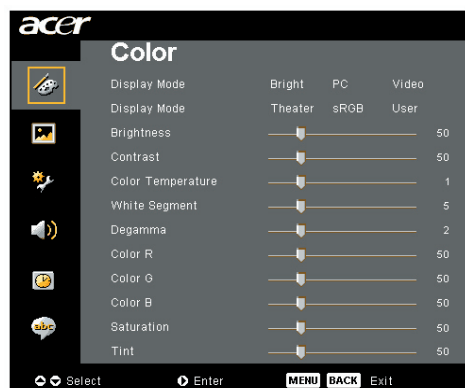 acer
Color
Display Mode Bright PC Video
Display Mode Theater sRGB User
Brightness 50
Contrast 50
Color Temperature 1
White Segment 5
Degamma 2
Color R 50
Color G 50
Color B 50
Saturation 50
Tint 50
abc
Select Enter MENU BACK Exit